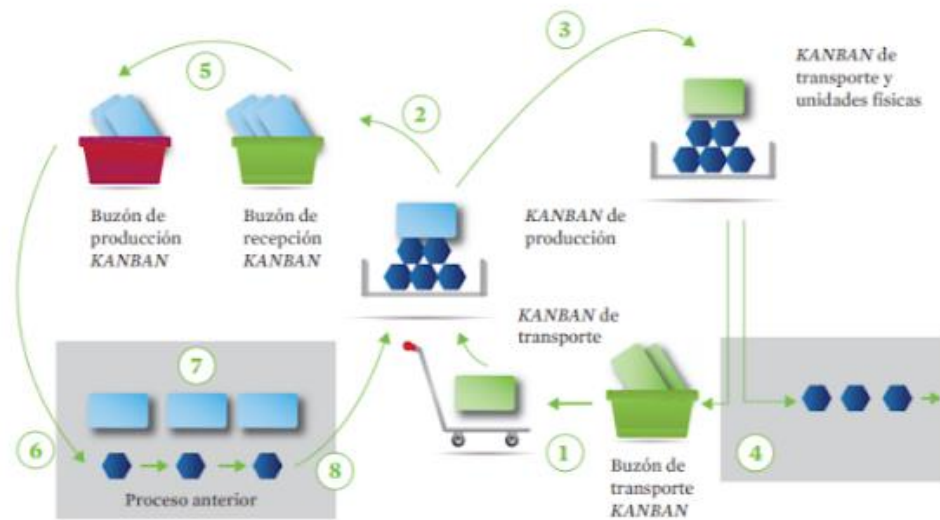 5
3
KANBAN de
transporte y
unidades físicas
2
Buzón de
producción
KANBAN
Buzón de
recepción
KANBAN
KANBAN de
producción
KANBAN de
transporte
7
6
8
1
4
Proceso anterior
Buzón de
transporte
KANBAN